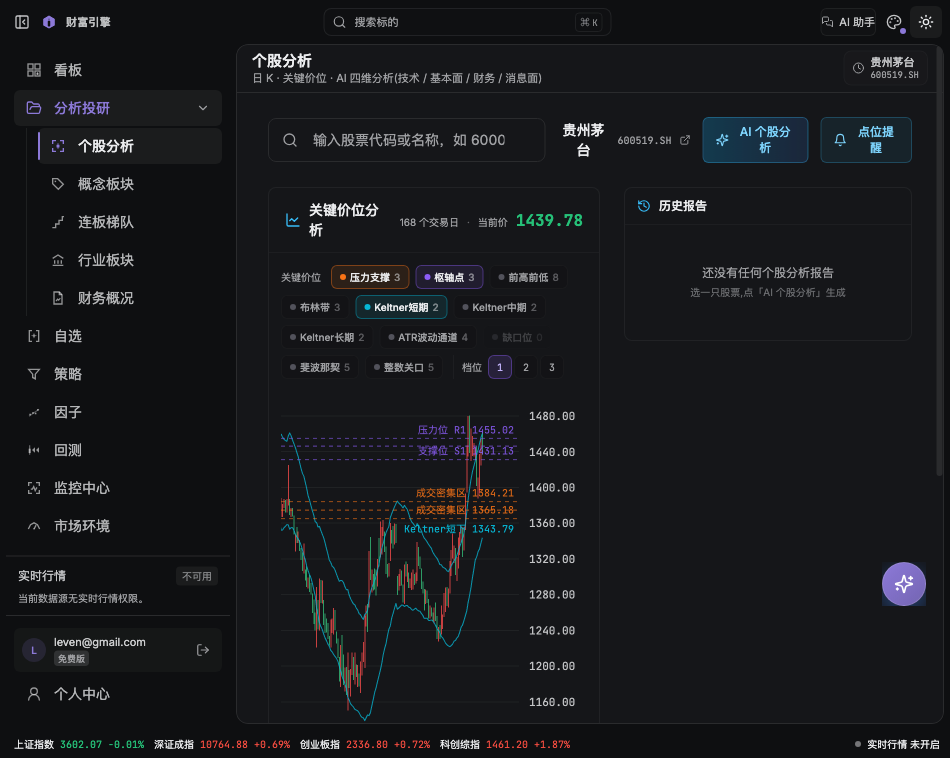 财富引擎
搜索标的
⌘ K
AI 助手
看板
分析投研
个股分析
概念板块
连板梯队
行业板块
财务概况
自选
策略
因子
回测
监控中心
市场环境
实时行情
不可用
当前数据源无实时行情权限。
L
leven@gmail.com
免费版
个人中心
个股分析
日 K · 关键价位 · AI 四维分析(技术 / 基本面 / 财务 / 消息面)
贵州茅台
600519.SH
输入股票代码或名称，如 6000
贵州茅
台
600519.SH
AI 个股分
析
点位提
醒
关键价位分
析
168 个交易日 · 当前价 1439.78
关键价位 压力支撑 3 枢轴点 3 前高前低 8
布林带 3 Keltner短期 2 Keltner中期 2
Keltner长期 2 ATR波动通道 4 缺口位 0
斐波那契 5 整数关口 5 档位 1 2 3
1480.00
压力位 R1 1455.02
支撑位 S1 1431.13
1440.00
1400.00
成交密集区 1384.21
成交密集区 1365.18
1360.00
Keltner短下 1343.79
1320.00
1280.00
1240.00
1200.00
1160.00
历史报告
还没有任何个股分析报告
选一只股票,点「AI 个股分析」生成
上证指数 3602.07 -0.01% 深证成指 10764.88 +0.69% 创业板指 2336.80 +0.72% 科创综指 1461.20 +1.87%
实时行情 未开启